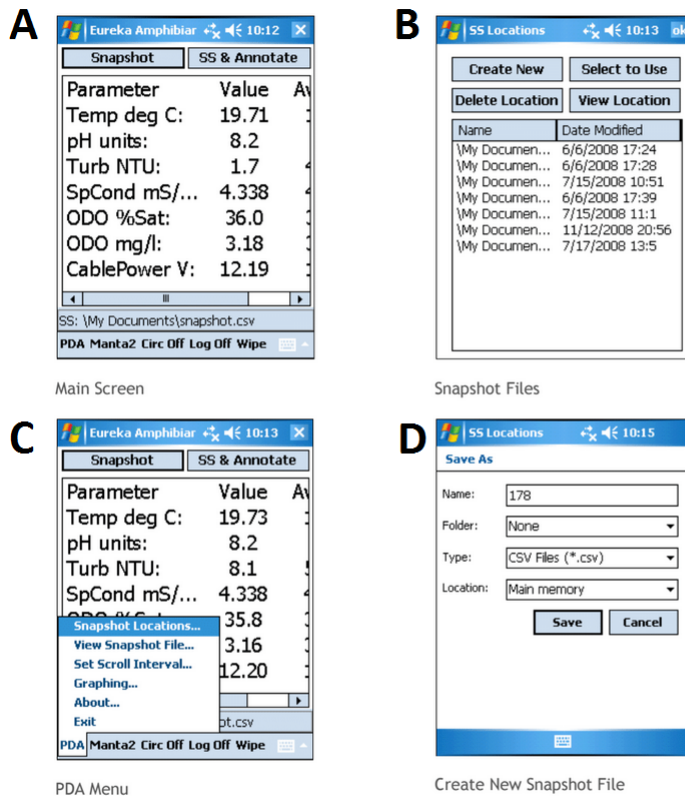 A
Eureka Amphibiar 10:12
Snapshot SS & Annotate
Parameter Value Av
Temp deg C: 19.71
pH units: 8.2
Turb NTU: 1.7
SpCond mS/... 4.338
ODO %Sat: 36.0
ODO mg/l: 3.18
CablePower V: 12.19
SS: \My Documents\snapshot.csv
PDA Manta2 Circ Off Log Off Wipe
Main Screen
B
SS Locations 10:13 ok
Create New Select to Use
Delete Location View Location
Name Date Modified
\My Documen... 6/6/2008 17:24
\My Documen... 6/6/2008 17:28
\My Documen... 7/15/2008 10:51
\My Documen... 6/6/2008 17:39
\My Documen... 7/15/2008 11:1
\My Documen... 11/12/2008 20:56
\My Documen... 7/17/2008 13:5
Snapshot Files
C
Eureka Amphibiar 10:13
Snapshot SS & Annotate
Parameter Value Av
Temp deg C: 19.73
pH units: 8.2
Turb NTU: 8.1
SpCond mS/... 4.338
35.8
3.16
12.20
Snapshot Locations...
View Snapshot File...
Set Scroll Interval...
Graphing...
About...
Exit
ot.csv
PDA Manta2 Circ Off Log Off Wipe
PDA Menu
D
SS Locations 10:15
Save As
Name: 178
Folder: None
Type: CSV Files (*.csv)
Location: Main memory
Save Cancel
Create New Snapshot File